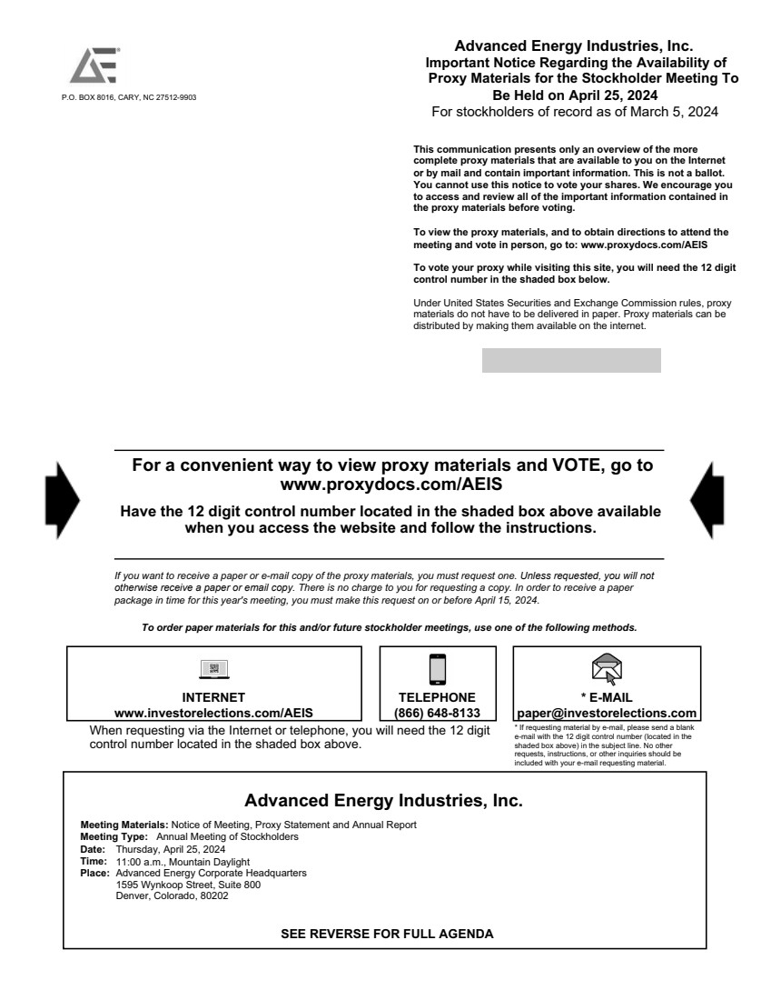 P.O. BOX 8016, CARY, NC 27512-9903
Advanced Energy Industries, Inc.
Important Notice Regarding the Availability of
Proxy Materials for the Stockholder Meeting To
Be Held on April 25, 2024
For stockholders of record as of March 5, 2024
This communication presents only an overview of the more
complete proxy materials that are available to you on the Internet
or by mail and contain important information. This is not a ballot.
You cannot use this notice to vote your shares. We encourage you
to access and review all of the important information contained in
the proxy materials before voting.
To view the proxy materials, and to obtain directions to attend the
meeting and vote in person, go to: www.proxydocs.com/AEIS
To vote your proxy while visiting this site, you will need the 12 digit
control number in the shaded box below.
Under United States Securities and Exchange Commission rules, proxy
materials do not have to be delivered in paper. Proxy materials can be
distributed by making them available on the internet.
For a convenient way to view proxy materials and VOTE, go to
www.proxydocs.com/AEIS
Have the 12 digit control number located in the shaded box above available
when you access the website and follow the instructions.
If you want to receive a paper or e-mail copy of the proxy materials, you must request one. Unless requested, you will not
otherwise receive a paper or email copy. There is no charge to you for requesting a copy. In order to receive a paper
package in time for this year's meeting, you must make this request on or before April 15, 2024.
To order paper materials for this and/or future stockholder meetings, use one of the following methods.
INTERNET
www.investorelections.com/AEIS
TELEPHONE
(866) 648-8133
* E-MAIL
paper@investorelections.com
When requesting via the Internet or telephone, you will need the 12 digit
control number located in the shaded box above.
* If requesting material by e-mail, please send a blank
e-mail with the 12 digit control number (located in the
shaded box above) in the subject line. No other
requests, instructions, or other inquiries should be
included with your e-mail requesting material.
Advanced Energy Industries, Inc.
Meeting Materials: Notice of Meeting, Proxy Statement and Annual Report
Meeting Type: Annual Meeting of Stockholders
Date: Thursday, April 25, 2024
Time: 11:00 a.m., Mountain Daylight
Place: Advanced Energy Corporate Headquarters
1595 Wynkoop Street, Suite 800
Denver, Colorado, 80202
SEE REVERSE FOR FULL AGENDA